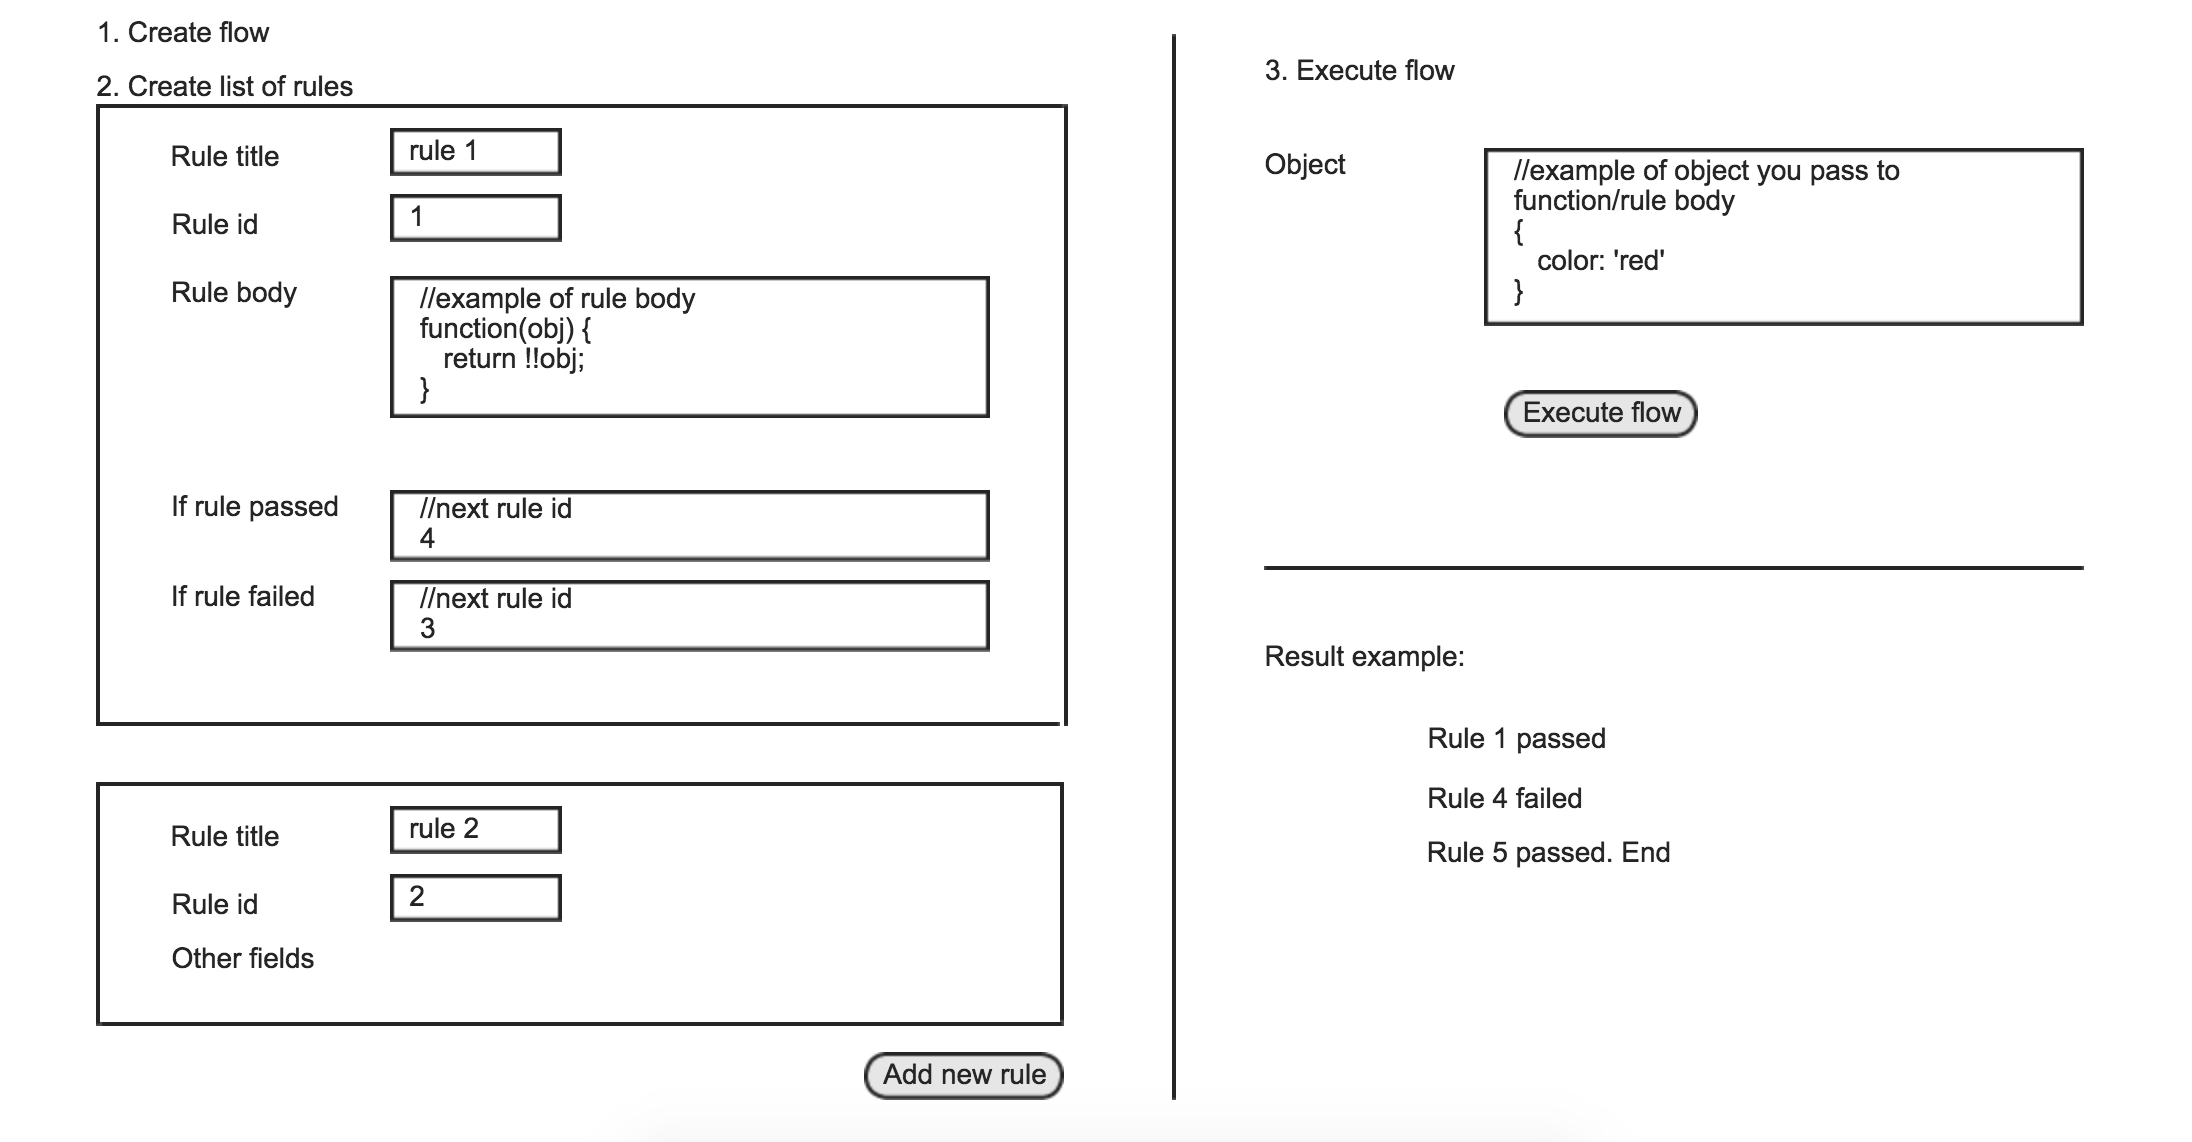 1. Create flow
2. Create list of rules
Rule title
rule 1
Rule id
1
Rule body
//example of rule body
function(obj) {
return !!obj;
}
If rule passed
//next rule id
4
If rule failed
//next rule id
3
Rule title
rule 2
Rule id
2
Other fields
Add new rule
3. Execute flow
Object
//example of object you pass to
function/rule body
{
color: 'red'
}
Execute flow
Result example:
Rule 1 passed
Rule 4 failed
Rule 5 passed. End